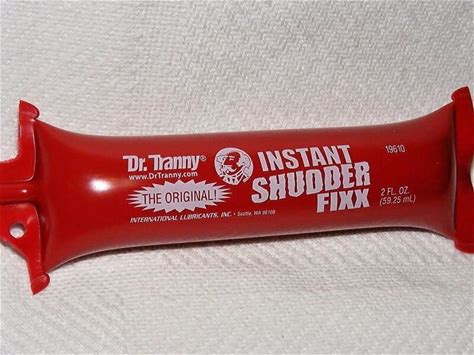 Dr. Tranny®
www.DrTranny.com
THE ORIGINAL!
INTERNATIONAL LUBRICANTS, INC. • Seattle, WA 98108
INSTANT
SHUDDER
FIXX
19610
2 FL. OZ.
(59.25 mL)